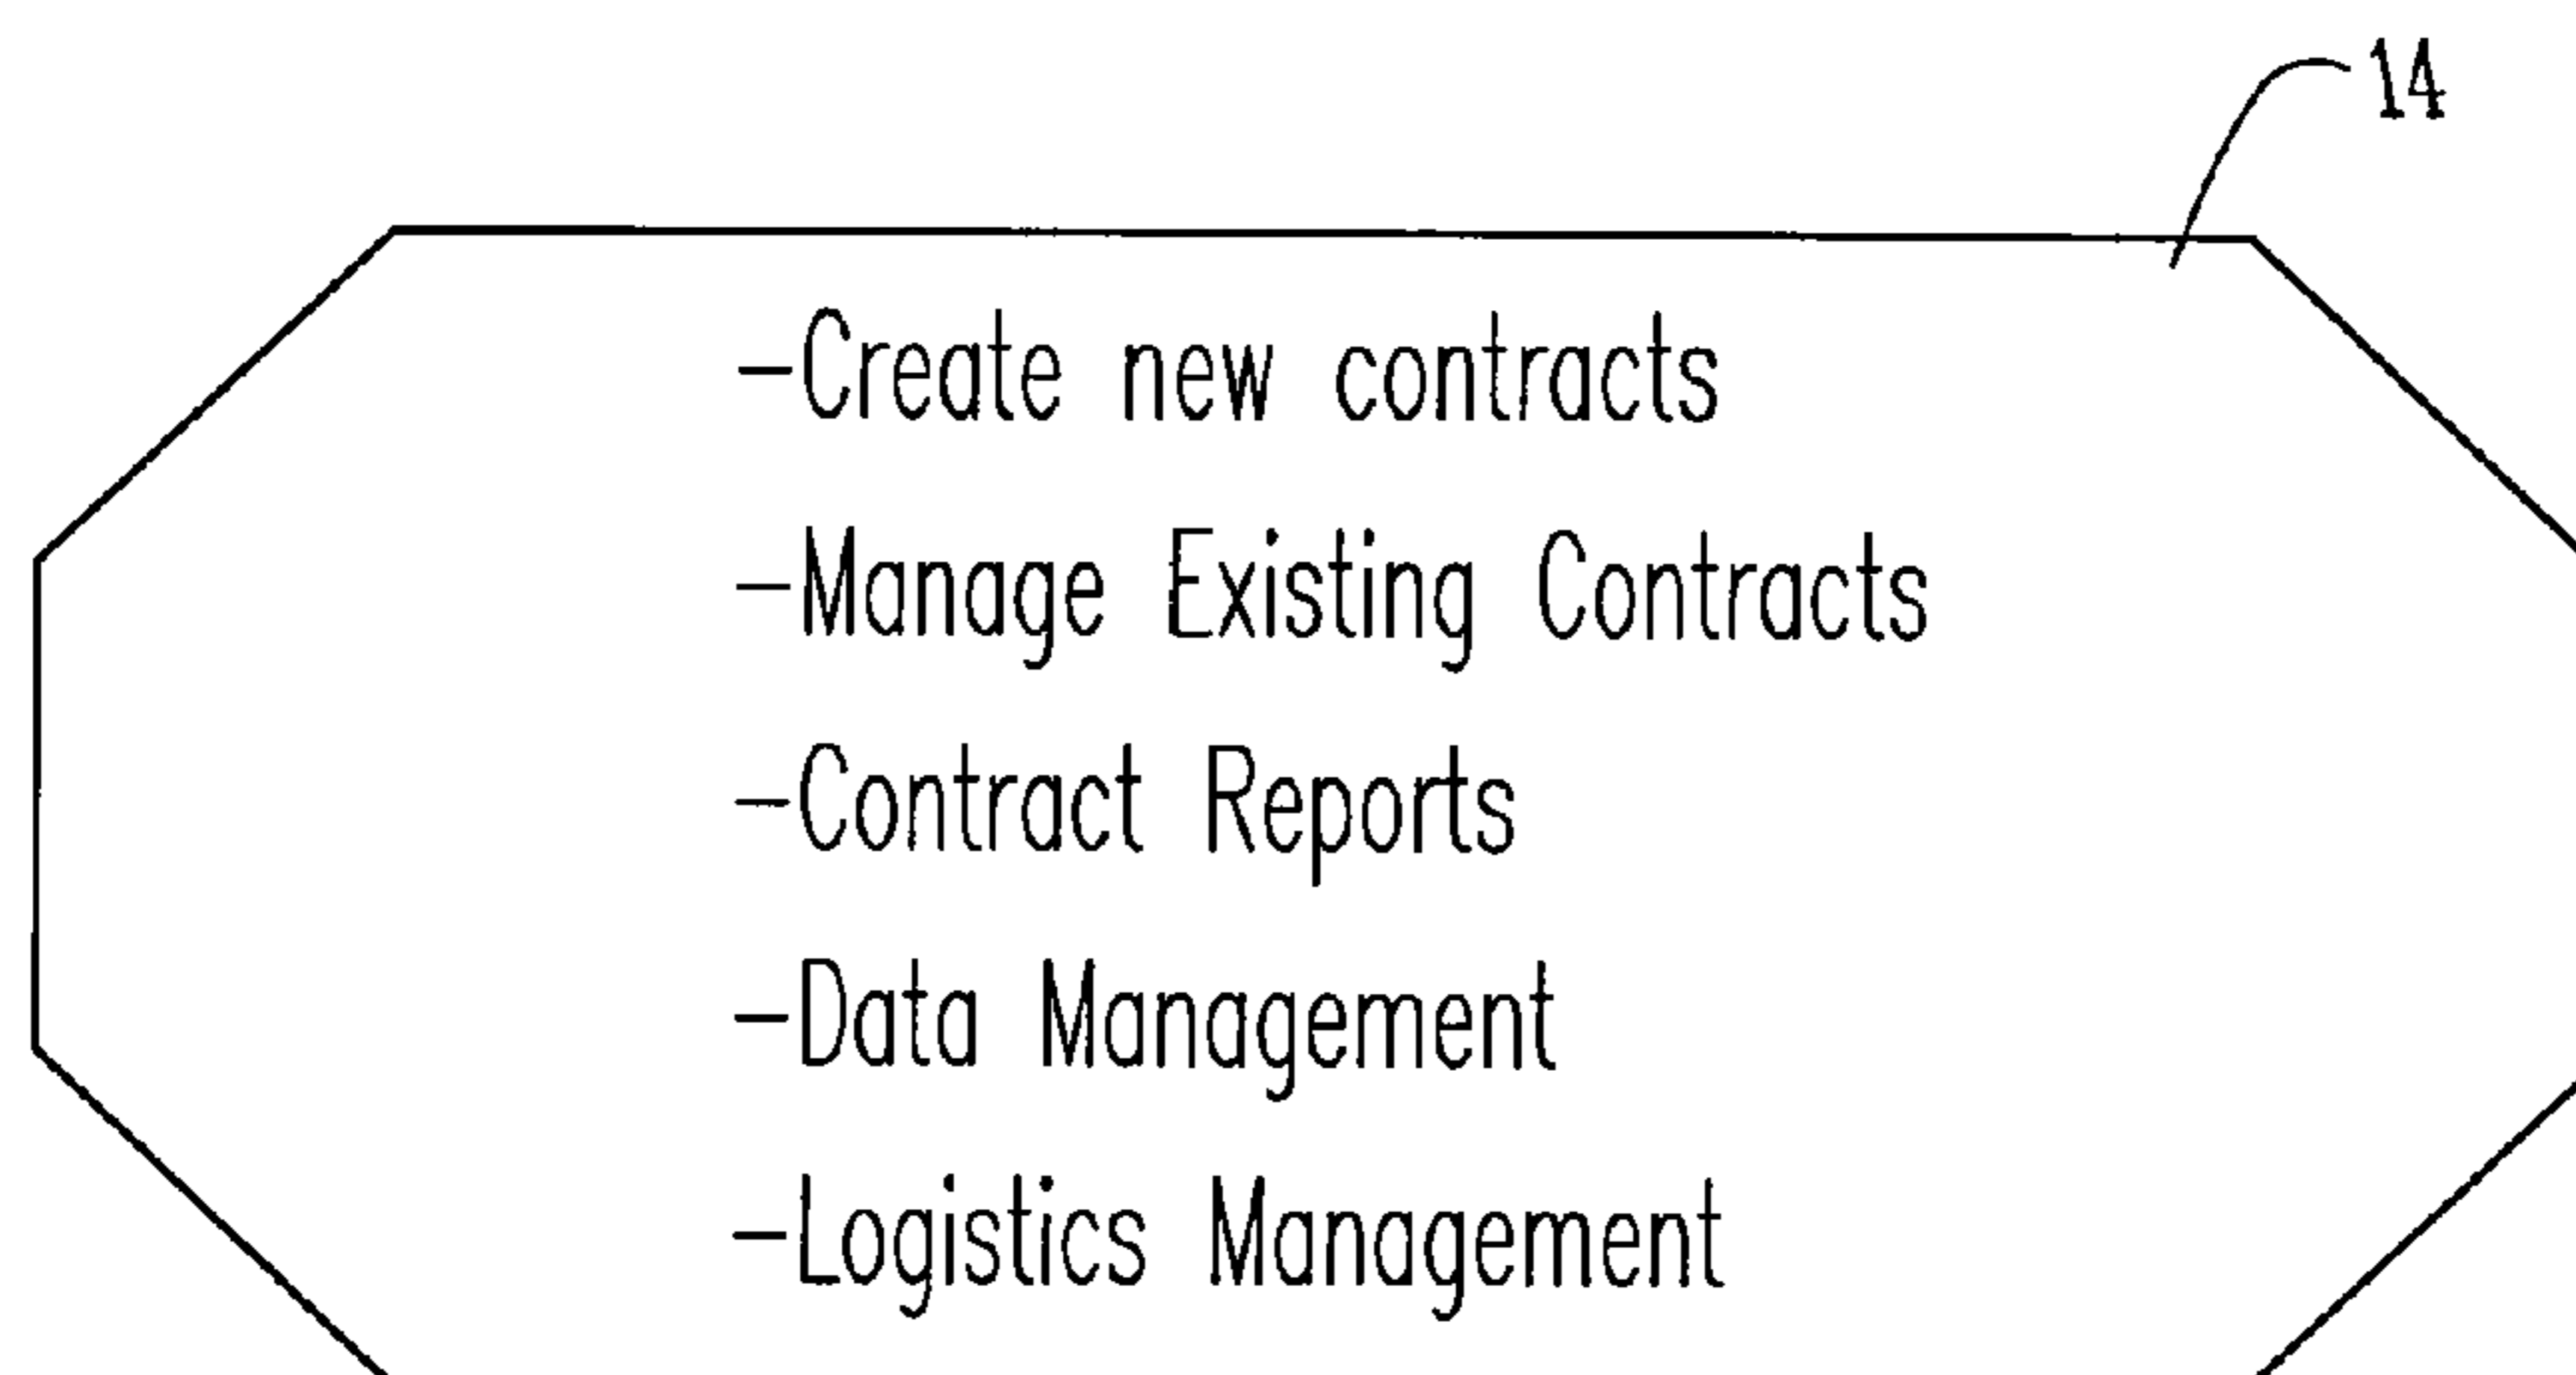 14
-Create new contracts
-Manage Existing Contracts
-Contract Reports
-Data Management
-Logistics Management